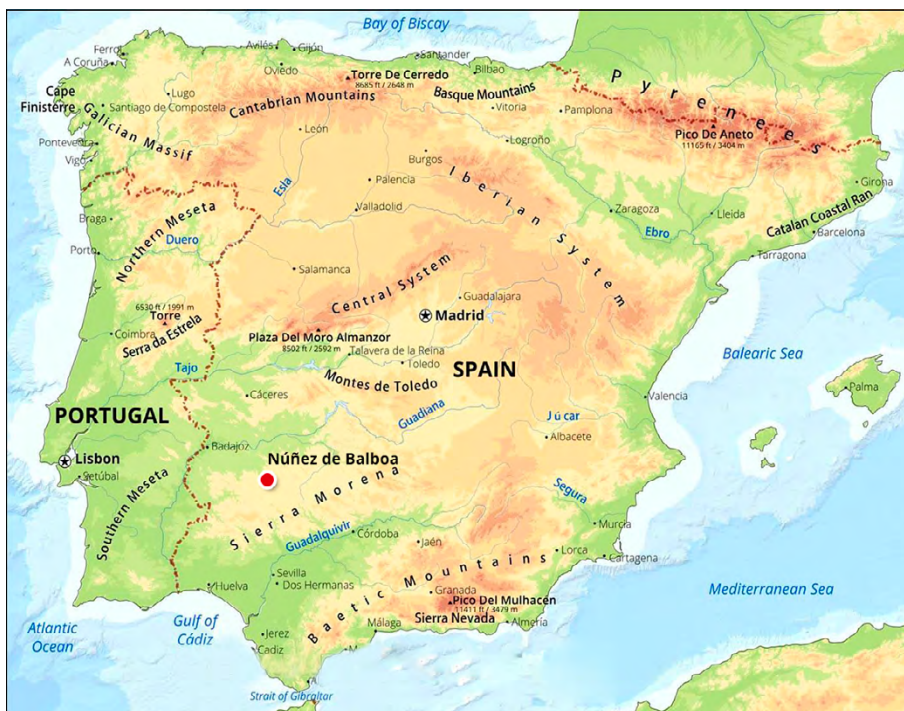 Bay of Biscay
Ferrol
A Coruña
Avilés
Gijón
Oviedo
Santander
Bilbao
Torre De Cerredo
8685 ft / 2648 m
Basque Mountains
Vitoria
Cape
Finisterre
Lugo
Santiago de Compostela
Cantabrian Mountains
Galician Massif
León
Pamplona
Logroño
Pyrenees
Pico De Aneto
11165 ft / 3404 m
Pontevedra
Vigo
Burgos
Palencia
Esla
Valladolid
Iberian System
Zaragoza
Ebro
Lleida
Girona
Catalan Coastal Ran
Barcelona
Tarragona
Braga
Northern Meseta
Duero
Porto
Salamanca
Central System
Guadalajara
Madrid
6530 ft / 1991 m
Torre
Coimbra
Serra da Estrela
Plaza Del Moro Almanzor
8502 ft / 2592 m
Talavera de la Reina
Toledo
SPAIN
Balearic Sea
Palma
Tajo
Cáceres
Montes de Toledo
Guadiana
Júcar
Valencia
PORTUGAL
Lisbon
Setúbal
Badajoz
Núñez de Balboa
Albacete
Southern Meseta
Sierra Morena
Segura
Guadalquivir
Córdoba
Jaén
Murcia
Lorca
Cartagena
Huelva
Sevilla
Dos Hermanas
Baetic Mountains
Granada
Pico Del Mulhacén
11411 ft / 3479 m
Sierra Nevada
Almería
Mediterranean Sea
Atlantic
Ocean
Gulf of
Cádiz
Jerez
Cadiz
Málaga
M
A
Strait of Gibraltar